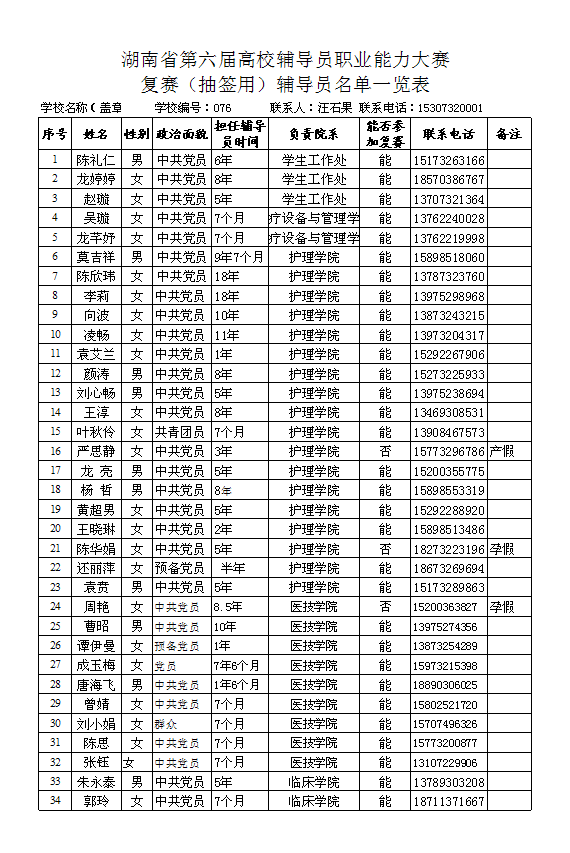 湖南省第六届高校辅导员职业能力大赛
复赛（抽签用）辅导员名单一览表
学校名称（盖章 学校编号：076 联系人：汪石果 联系电话：15307320001
序号 姓名 性别 政治面貌 担任辅导员时间 负责院系 能否参加复赛 联系电话 备注
1 陈礼仁 男 中共党员 6年 学生工作处 能 15173263166
2 龙婷婷 女 中共党员 8年 学生工作处 能 18570386767
3 赵璇 女 中共党员 5年 学生工作处 能 13707321364
4 吴璇 女 中共党员 7个月 疗设备与管理学 能 13762240028
5 龙芊妤 女 中共党员 7个月 疗设备与管理学 能 13762219998
6 莫吉祥 男 中共党员 9年7个月 护理学院 能 15898518060
7 陈欣玮 女 中共党员 18年 护理学院 能 13787323760
8 李莉 女 中共党员 18年 护理学院 能 13975298968
9 向波 女 中共党员 10年 护理学院 能 13873243215
10 凌畅 女 中共党员 11年 护理学院 能 13973204317
11 袁艾兰 女 中共党员 1年 护理学院 能 15292267906
12 颜涛 男 中共党员 8年 护理学院 能 15273225933
13 刘心畅 男 中共党员 5年 护理学院 能 13975238694
14 王淳 女 中共党员 8年 护理学院 能 13469308531
15 叶秋伶 女 共青团员 7个月 护理学院 能 13908467573
16 严思静 女 中共党员 3年 护理学院 否 15773296786 产假
17 龙 亮 男 中共党员 5年 护理学院 能 15200355775
18 杨 哲 男 中共党员 8年 护理学院 能 15898553319
19 黄超男 女 中共党员 5年 护理学院 能 15292288920
20 王晓琳 女 中共党员 2年 护理学院 能 15898513486
21 陈华娟 女 中共党员 5年 护理学院 否 18273223196 孕假
22 还丽萍 女 预备党员 半年 护理学院 能 18673269694
23 袁贲 男 中共党员 5年 护理学院 能 15173289863
24 周艳 女 中共党员 8.5年 医技学院 否 15200363827 孕假
25 曹昭 男 中共党员 10年 医技学院 能 13975274356
26 谭伊曼 女 预备党员 1年 医技学院 能 13873254289
27 成玉梅 女 党员 7年6个月 医技学院 能 15973215398
28 唐海飞 男 中共党员 1年6个月 医技学院 能 18890306025
29 曾婧 女 中共党员 7个月 医技学院 能 15802521720
30 刘小娟 女 群众 7个月 医技学院 能 15707496326
31 陈思 女 中共党员 7个月 医技学院 能 15773200877
32 张钰 女 中共党员 7个月 医技学院 能 13107229906
33 朱永泰 男 中共党员 5年 临床学院 能 13789303208
34 郭玲 女 中共党员 7个月 临床学院 能 18711371667